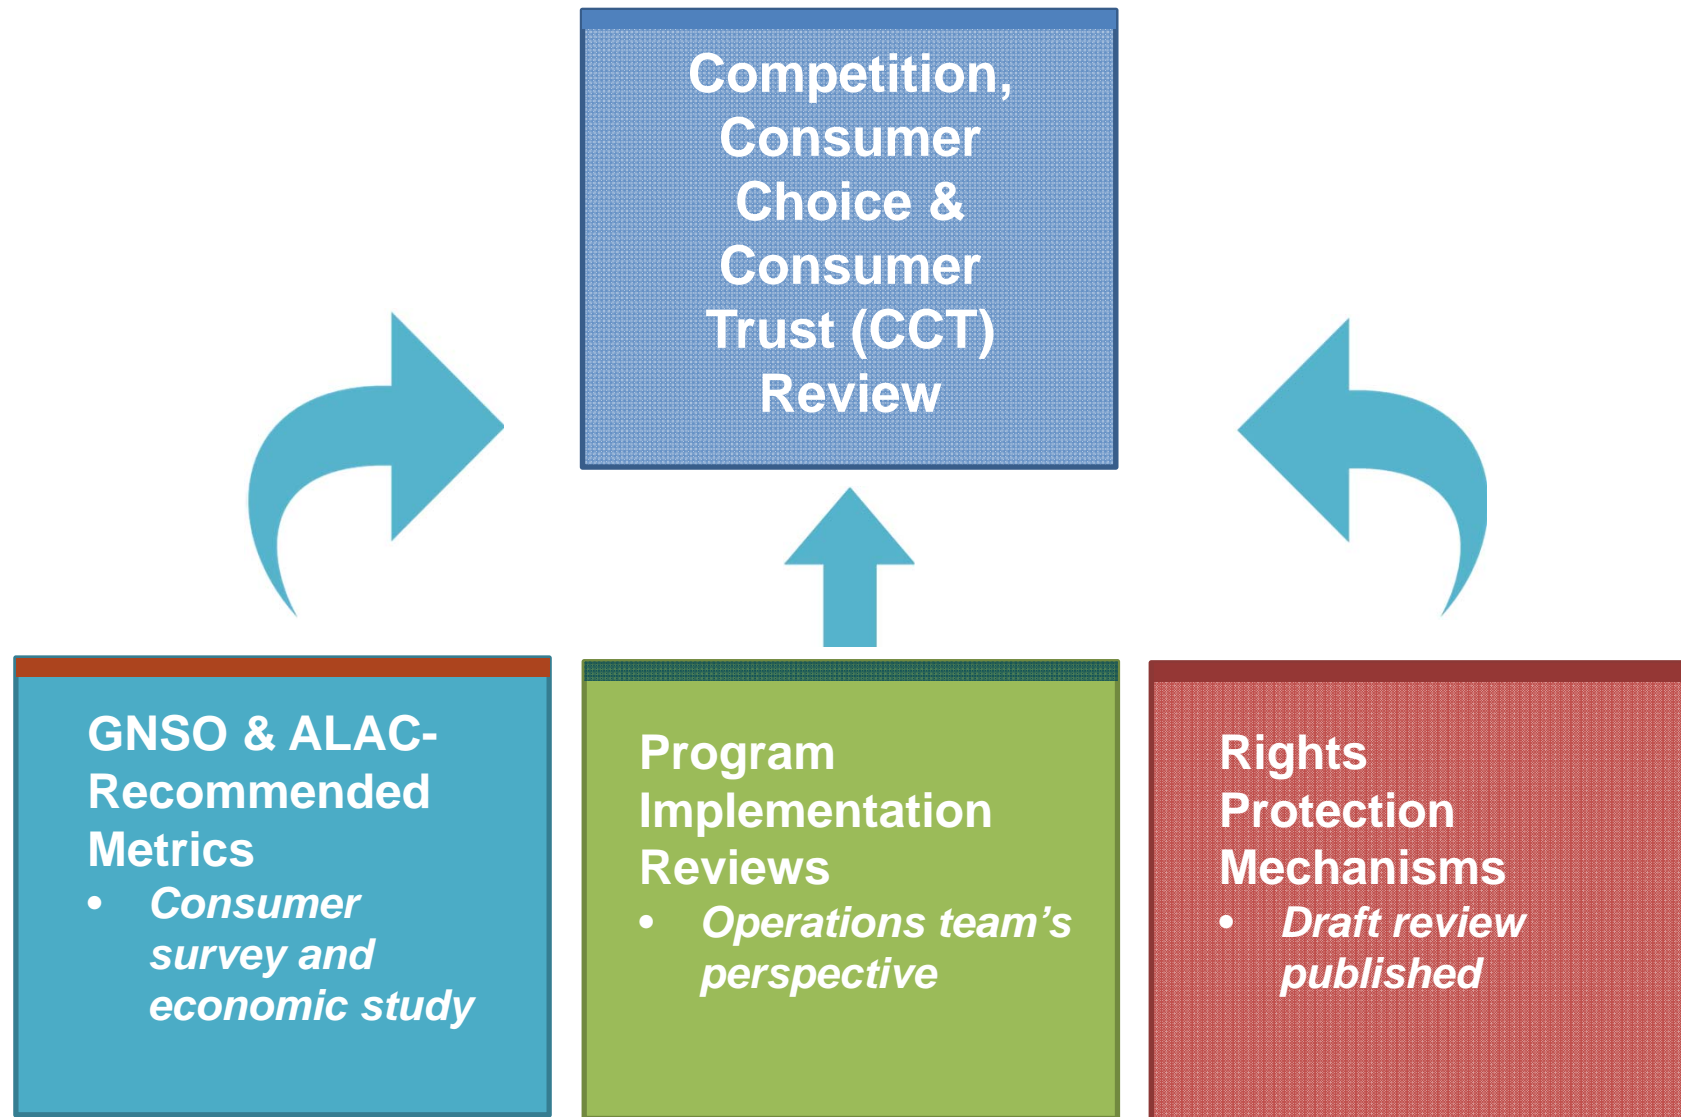 Competition,
Consumer
Choice &
Consumer
Trust (CCT)
Review
GNSO & ALAC-
Recommended
Metrics
• Consumer
survey and
economic study
Program
Implementation
Reviews
• Operations team’s
perspective
Rights
Protection
Mechanisms
• Draft review
published